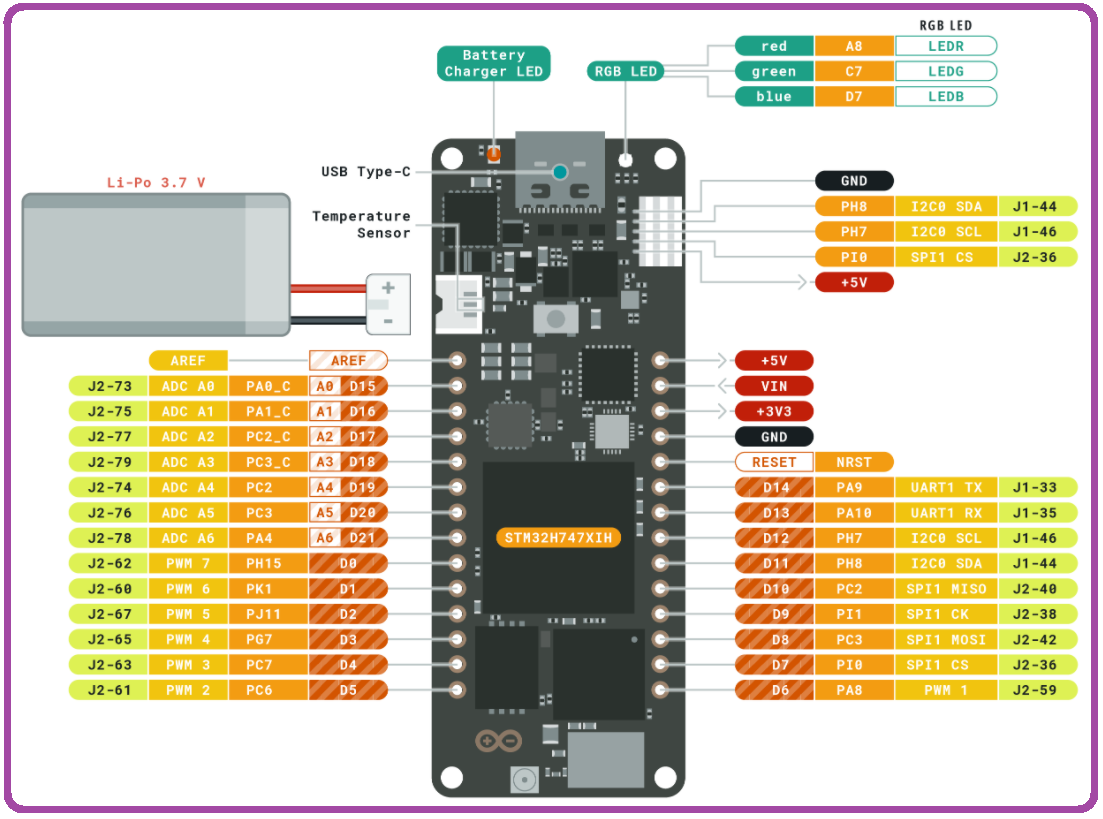 RGB LED
red A8 LEDR
green C7 LEDG
blue D7 LEDB
Battery
Charger LED
RGB LED
USB Type-C
Li-Po 3.7 V
Temperature
Sensor
+
-
GND
PH8 I2C0 SDA J1-44
PH7 I2C0 SCL J1-46
PI0 SPI1 CS J2-36
+5V
AREF AREF
J2-73 ADC A0 PA0_C A0 D15
J2-75 ADC A1 PA1_C A1 D16
J2-77 ADC A2 PC2_C A2 D17
J2-79 ADC A3 PC3_C A3 D18
J2-74 ADC A4 PC2 A4 D19
J2-76 ADC A5 PC3 A5 D20
J2-78 ADC A6 PA4 A6 D21
J2-62 PWM 7 PH15 D0
J2-60 PWM 6 PK1 D1
J2-67 PWM 5 PJ11 D2
J2-65 PWM 4 PG7 D3
J2-63 PWM 3 PC7 D4
J2-61 PWM 2 PC6 D5
STM32H747XIH
+5V
VIN
+3V3
GND
RESET NRST
D14 PA9 UART1 TX J1-33
D13 PA10 UART1 RX J1-35
D12 PH7 I2C0 SCL J1-46
D11 PH8 I2C0 SDA J1-44
D10 PC2 SPI1 MISO J2-40
D9 PI1 SPI1 CK J2-38
D8 PC3 SPI1 MOSI J2-42
D7 PI0 SPI1 CS J2-36
D6 PA8 PWM 1 J2-59